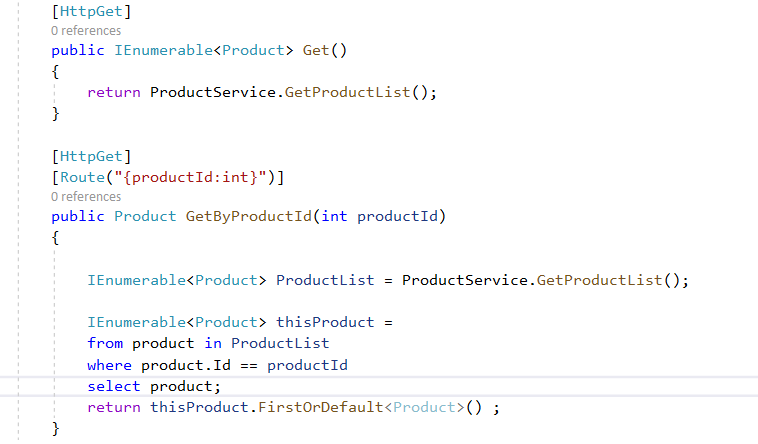 [HttpGet]
0 references
public IEnumerable<Product> Get()
{
    return ProductService.GetProductList();
}
[HttpGet]
[Route("{productId:int}")]
0 references
public Product GetByProductId(int productId)
{
    IEnumerable<Product> ProductList = ProductService.GetProductList();
    IEnumerable<Product> thisProduct =
    from product in ProductList
    where product.Id == productId
    select product;
    return thisProduct.FirstOrDefault<Product>() ;
}